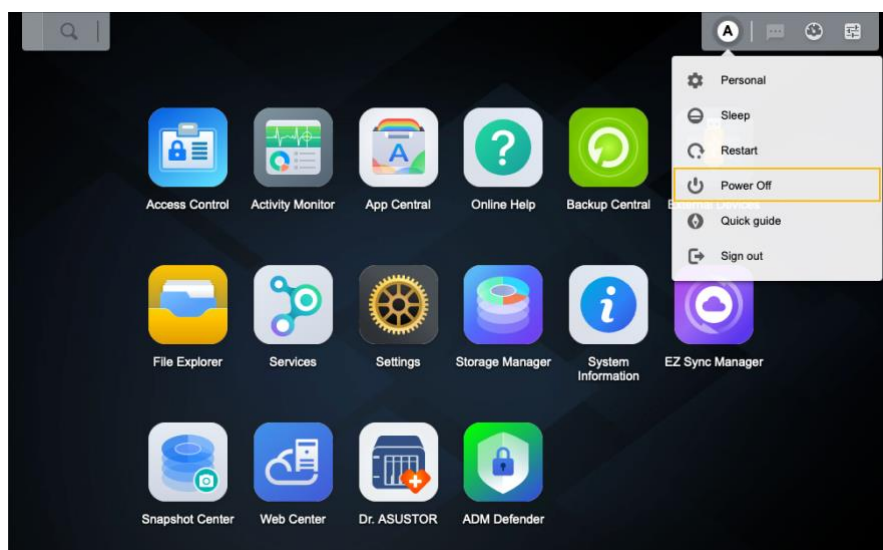 A
Personal
Sleep
Restart
Power Off
Quick guide
Sign out
Access Control
Activity Monitor
App Central
Online Help
Backup Central
External Devices
File Explorer
Services
Settings
Storage Manager
System
Information
EZ Sync Manager
Snapshot Center
Web Center
Dr. ASUSTOR
ADM Defender